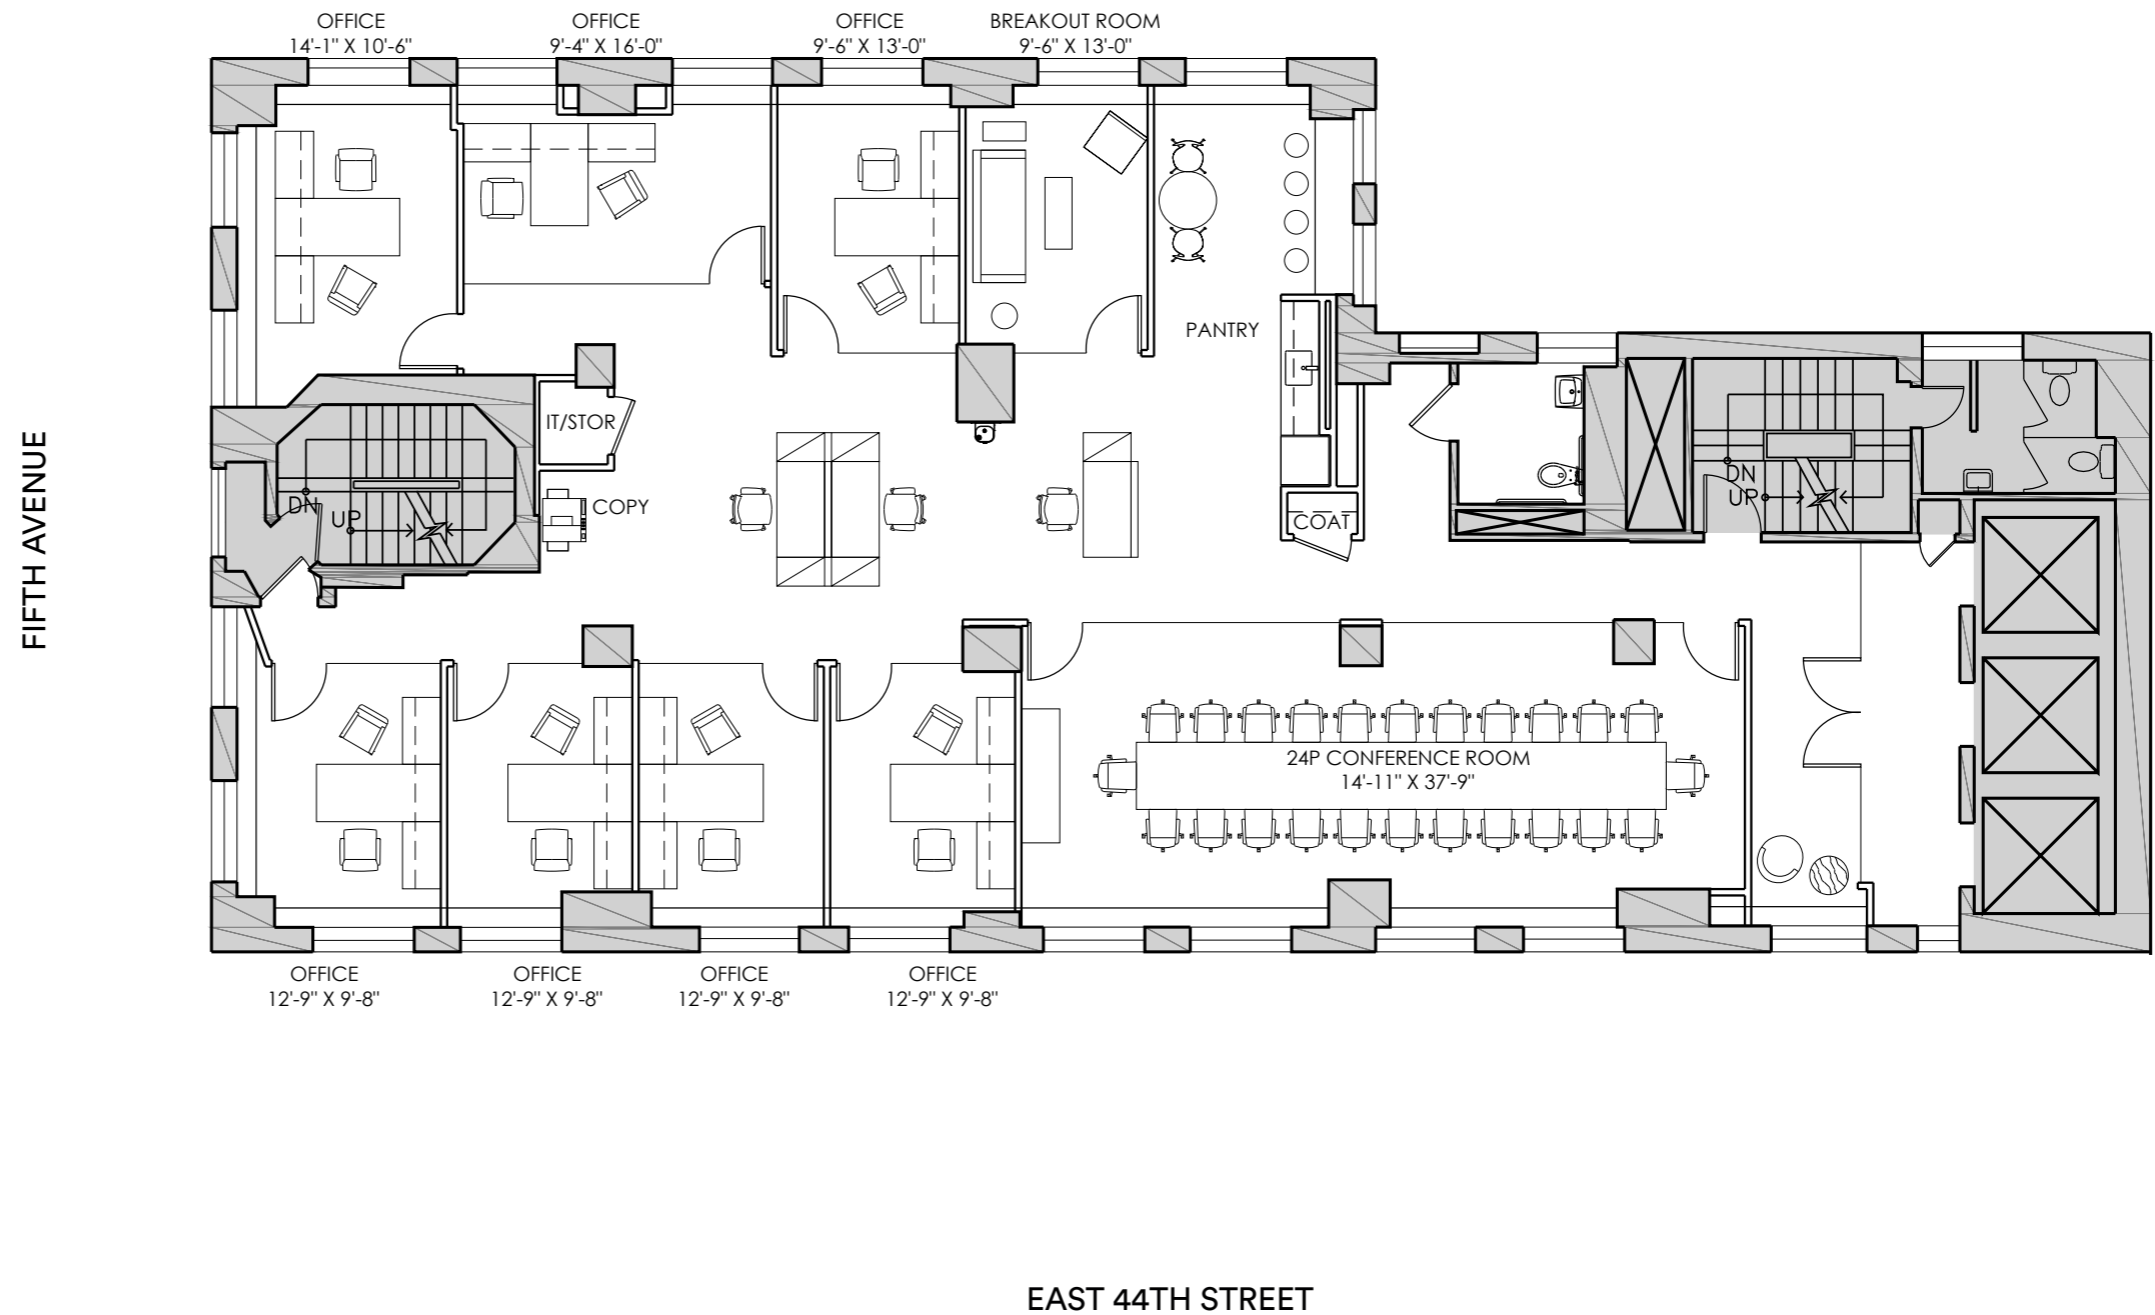 OFFICE
14'-1" X 10'-6"
OFFICE
9'-4" X 16'-0"
OFFICE
9'-6" X 13'-0"
BREAKOUT ROOM
9'-6" X 13'-0"
PANTRY
IT/STOR
COPY
COAT
DN
UP
DN
UP
FIFTH AVENUE
24P CONFERENCE ROOM
14'-11" X 37'-9"
OFFICE
12'-9" X 9'-8"
OFFICE
12'-9" X 9'-8"
OFFICE
12'-9" X 9'-8"
OFFICE
12'-9" X 9'-8"
EAST 44TH STREET